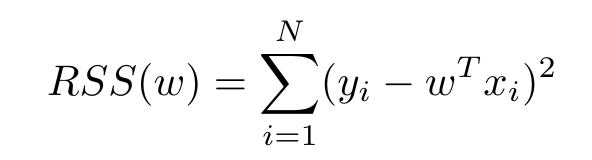 RSS(w) = \sum_{i=1}^{N} (y_i - w^T x_i)^2